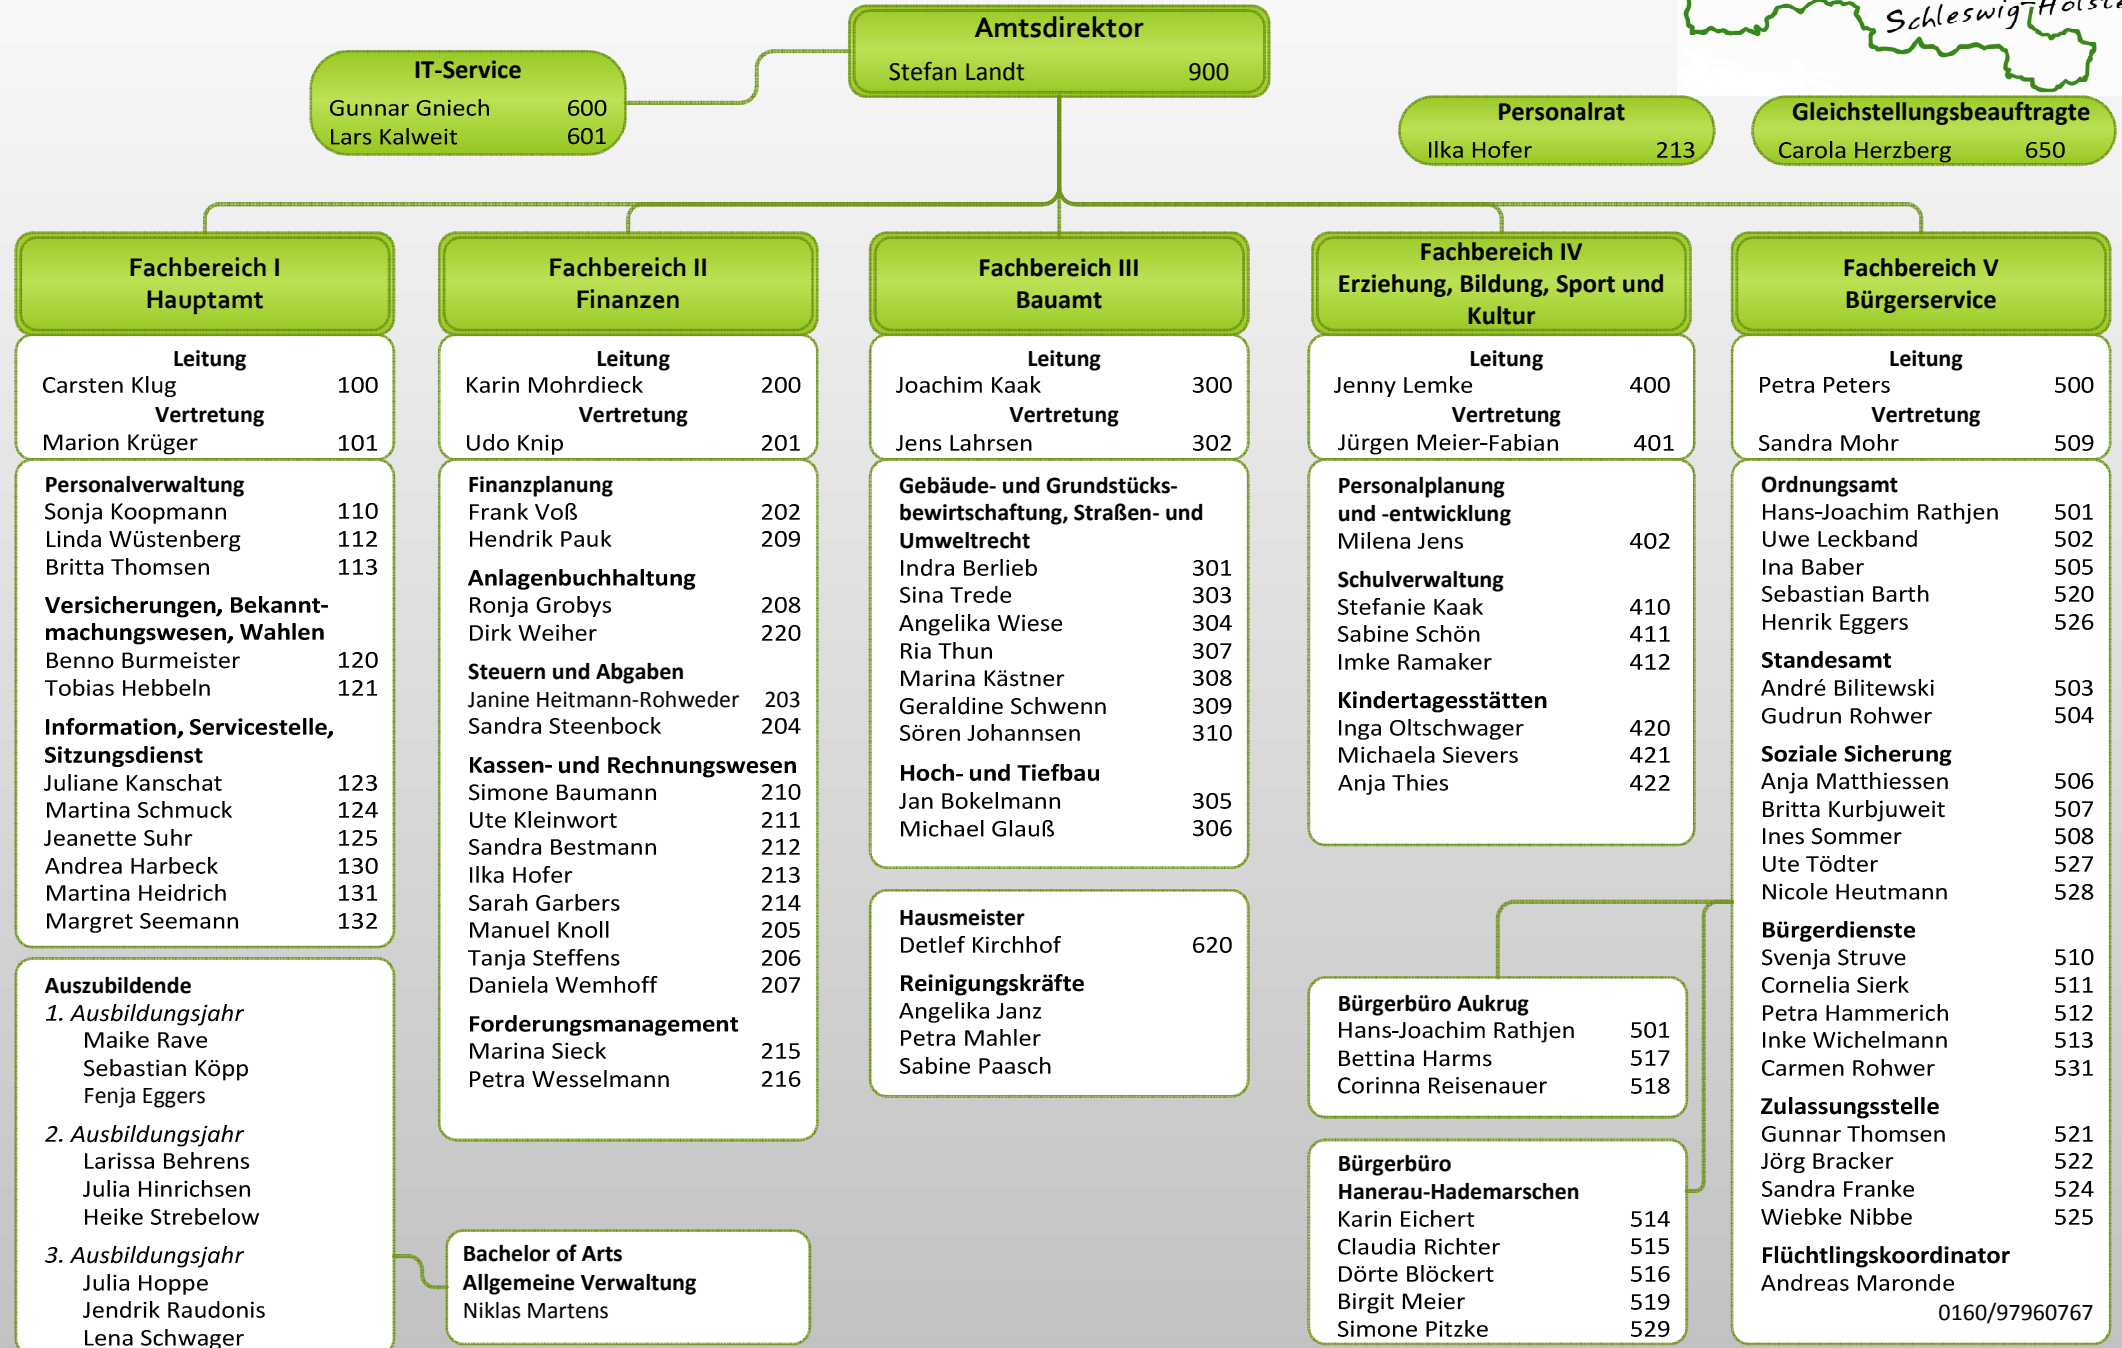 Schleswig-Holste
Amtsdirektor
Stefan Landt 900
IT-Service
Gunnar Gniech 600
Lars Kalweit 601
Personalrat
Ilka Hofer 213
Gleichstellungsbeauftragte
Carola Herzberg 650
Fachbereich I
Hauptamt
Leitung
Carsten Klug 100
Vertretung
Marion Krüger 101
Personalverwaltung
Sonja Koopmann 110
Linda Wüstenberg 112
Britta Thomsen 113
Versicherungen, Bekannt-
machungswesen, Wahlen
Benno Burmeister 120
Tobias Hebbeln 121
Information, Servicestelle,
Sitzungsdienst
Juliane Kanschat 123
Martina Schmuck 124
Jeanette Suhr 125
Andrea Harbeck 130
Martina Heidrich 131
Margret Seemann 132
Auszubildende
1. Ausbildungsjahr
Maike Rave
Sebastian Köpp
Fenja Eggers
2. Ausbildungsjahr
Larissa Behrens
Julia Hinrichsen
Heike Strebelow
3. Ausbildungsjahr
Julia Hoppe
Jendrik Raudonis
Lena Schwager
Fachbereich II
Finanzen
Leitung
Karin Mohrdieck 200
Vertretung
Udo Knip 201
Finanzplanung
Frank Voß 202
Hendrik Pauk 209
Anlagenbuchhaltung
Ronja Grobys 208
Dirk Weiher 220
Steuern und Abgaben
Janine Heitmann-Rohweder 203
Sandra Steenbock 204
Kassen- und Rechnungswesen
Simone Baumann 210
Ute Kleinwort 211
Sandra Bestmann 212
Ilka Hofer 213
Sarah Garbers 214
Manuel Knoll 205
Tanja Steffens 206
Daniela Wemhoff 207
Forderungsmanagement
Marina Sieck 215
Petra Wesselmann 216
Bachelor of Arts
Allgemeine Verwaltung
Niklas Martens
Fachbereich III
Bauamt
Leitung
Joachim Kaak 300
Vertretung
Jens Lahrsen 302
Gebäude- und Grundstücks-
bewirtschaftung, Straßen- und
Umweltrecht
Indra Berlieb 301
Sina Trede 303
Angelika Wiese 304
Ria Thun 307
Marina Kästner 308
Geraldine Schwenn 309
Sören Johannsen 310
Hoch- und Tiefbau
Jan Bokelmann 305
Michael Glauß 306
Hausmeister
Detlef Kirchhof 620
Reinigungskräfte
Angelika Janz
Petra Mahler
Sabine Paasch
Fachbereich IV
Erziehung, Bildung, Sport und
Kultur
Leitung
Jenny Lemke 400
Vertretung
Jürgen Meier-Fabian 401
Personalplanung
und -entwicklung
Milena Jens 402
Schulverwaltung
Stefanie Kaak 410
Sabine Schön 411
Imke Ramaker 412
Kindertagesstätten
Inga Oltschwager 420
Michaela Sievers 421
Anja Thies 422
Bürgerbüro Aukrug
Hans-Joachim Rathjen 501
Bettina Harms 517
Corinna Reisenauer 518
Bürgerbüro
Hanerau-Hademarschen
Karin Eichert 514
Claudia Richter 515
Dörte Blöckert 516
Birgit Meier 519
Simone Pitzke 529
Fachbereich V
Bürgerservice
Leitung
Petra Peters 500
Vertretung
Sandra Mohr 509
Ordnungsamt
Hans-Joachim Rathjen 501
Uwe Leckband 502
Ina Baber 505
Sebastian Barth 520
Henrik Eggers 526
Standesamt
André Bilitewski 503
Gudrun Rohwer 504
Soziale Sicherung
Anja Matthiessen 506
Britta Kurbjuweit 507
Ines Sommer 508
Ute Tödter 527
Nicole Heutmann 528
Bürgerdienste
Svenja Struve 510
Cornelia Sierk 511
Petra Hammerich 512
Inke Wichelmann 513
Carmen Rohwer 531
Zulassungsstelle
Gunnar Thomsen 521
Jörg Bracker 522
Sandra Franke 524
Wiebke Nibbe 525
Flüchtlingskoordinator
Andreas Maronde
0160/97960767